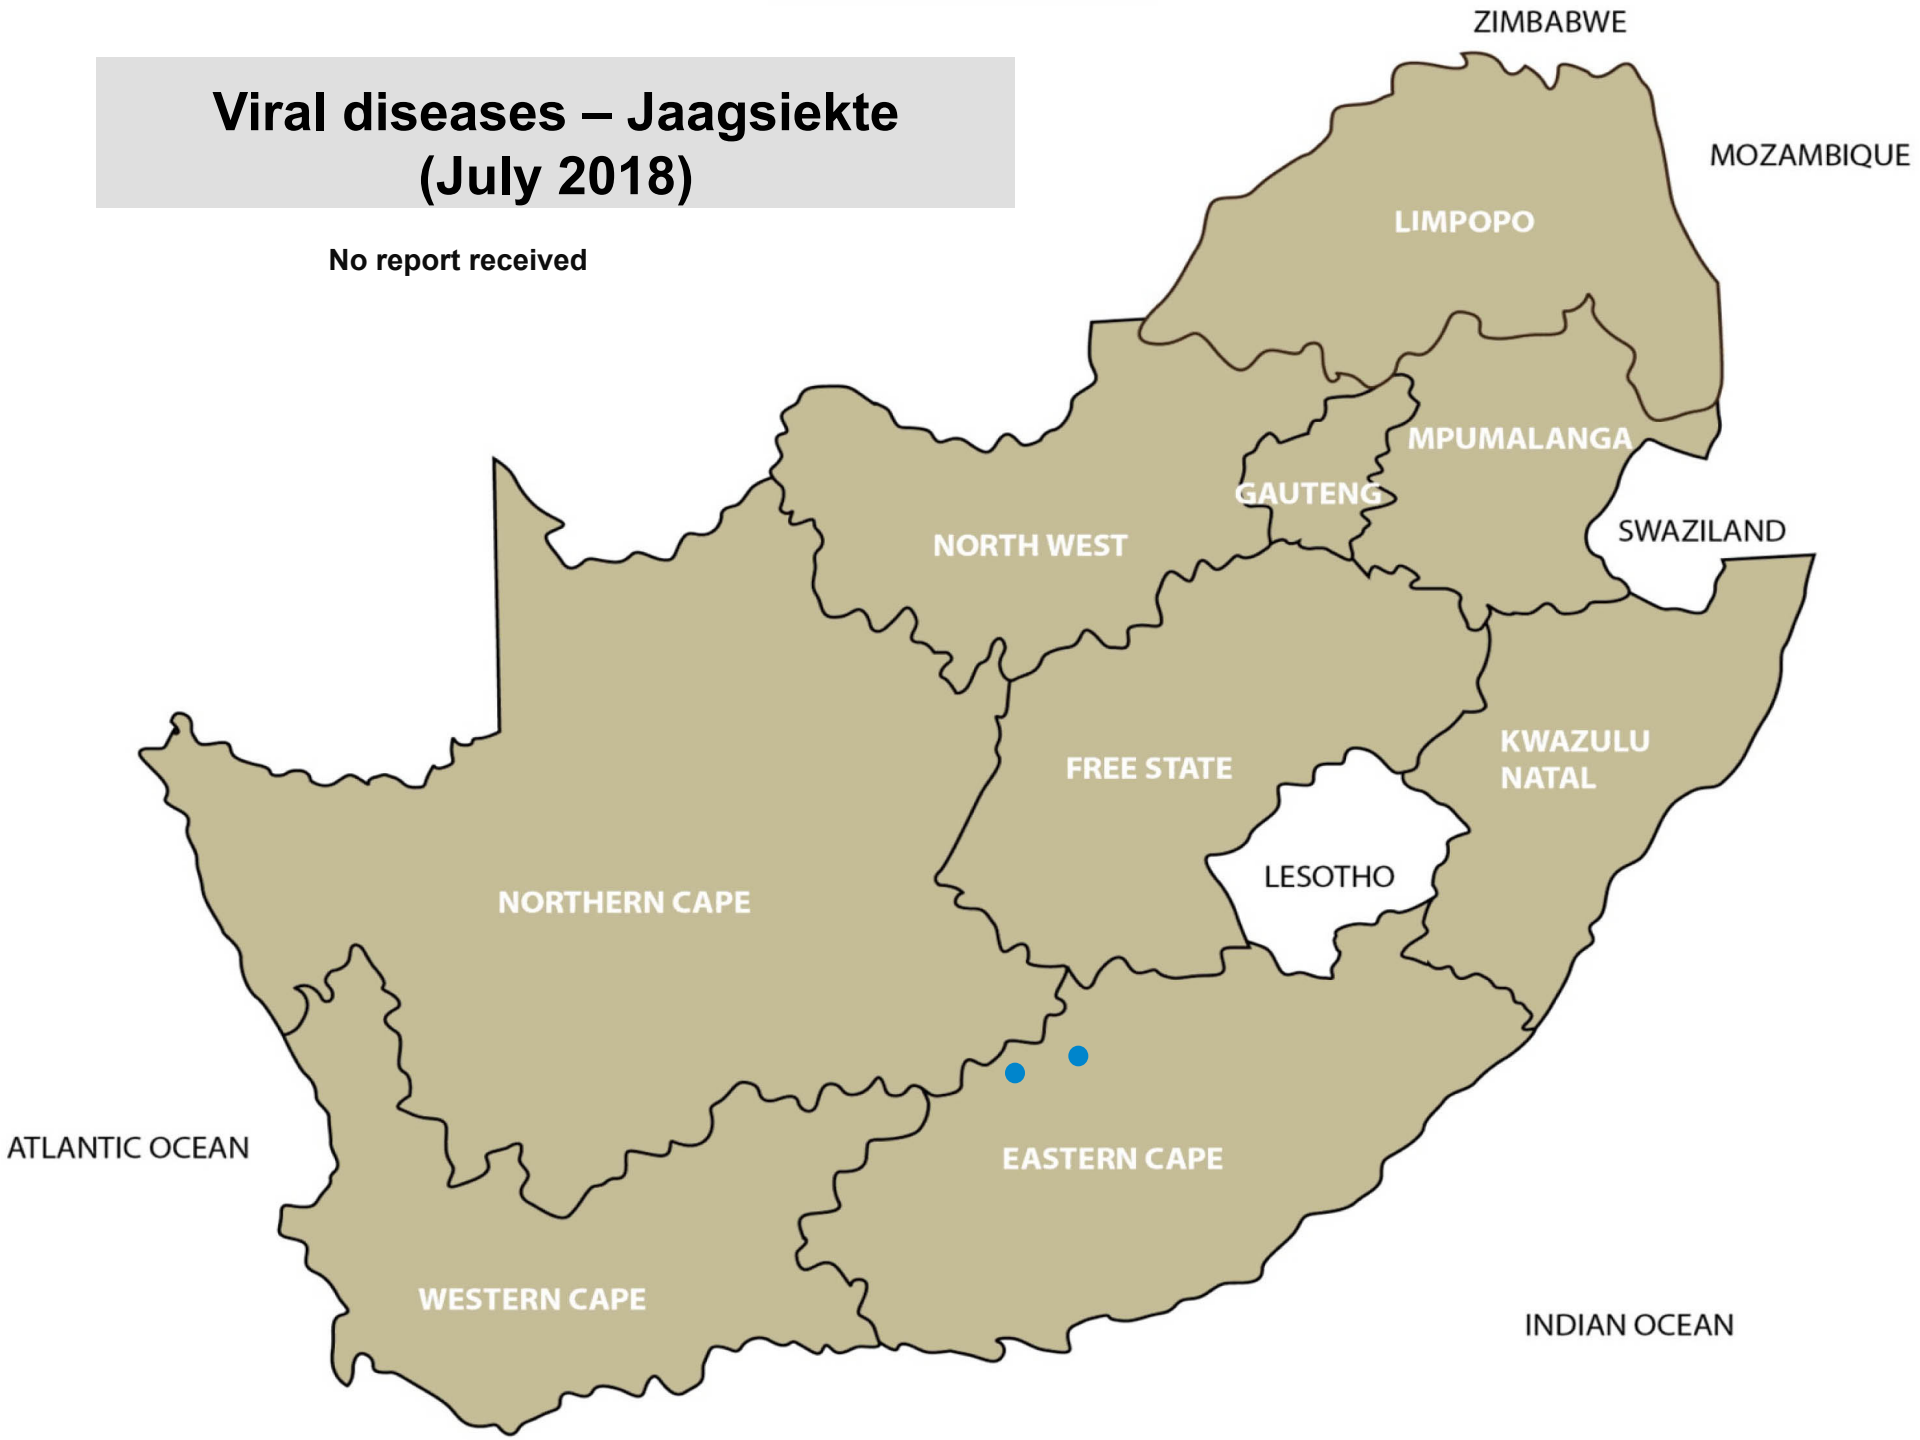 ZIMBABWE
Viral diseases – Jaagsiekte
(July 2018)
MOZAMBIQUE
LIMPOPO
No report received
MPUMALANGA
GAUTENG
SWAZILAND
NORTH WEST
KWAZULU
NATAL
FREE STATE
LESOTHO
NORTHERN CAPE
ATLANTIC OCEAN
EASTERN CAPE
WESTERN CAPE
INDIAN OCEAN